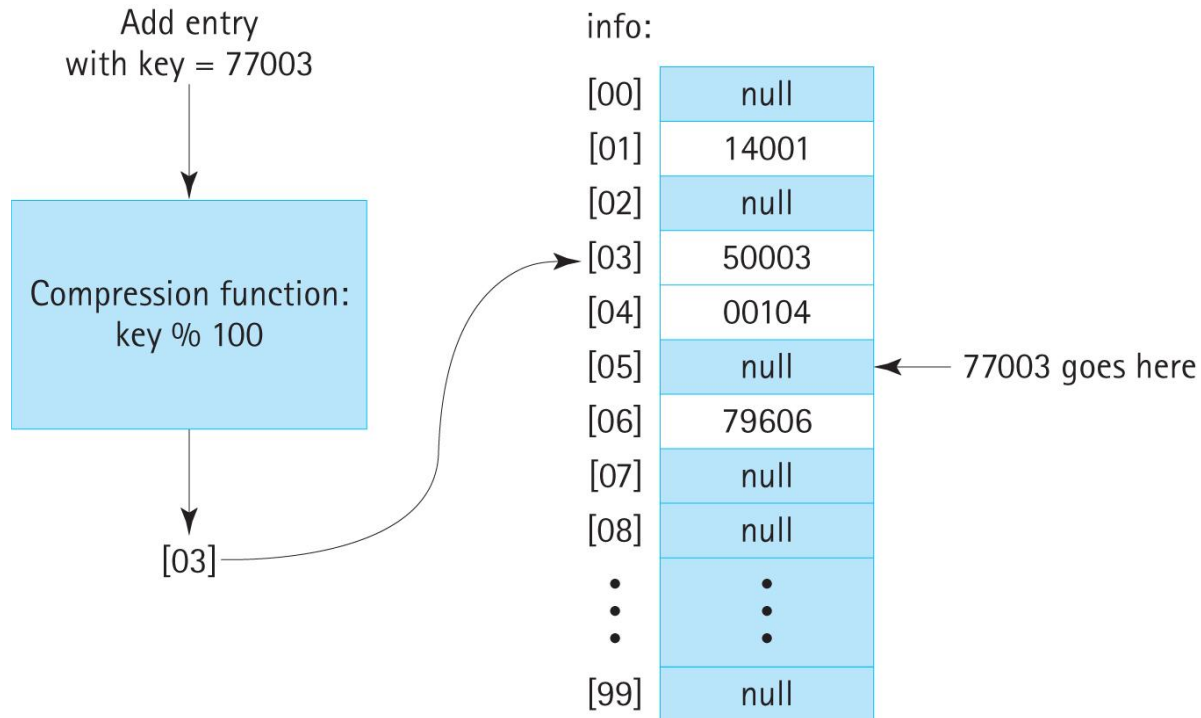 Add entry
with key = 77003
Compression function:
key % 100
[03]
info:
[00] null
[01] 14001
[02] null
[03] 50003
[04] 00104
[05] null 77003 goes here
[06] 79606
[07] null
[08] null
[99] null